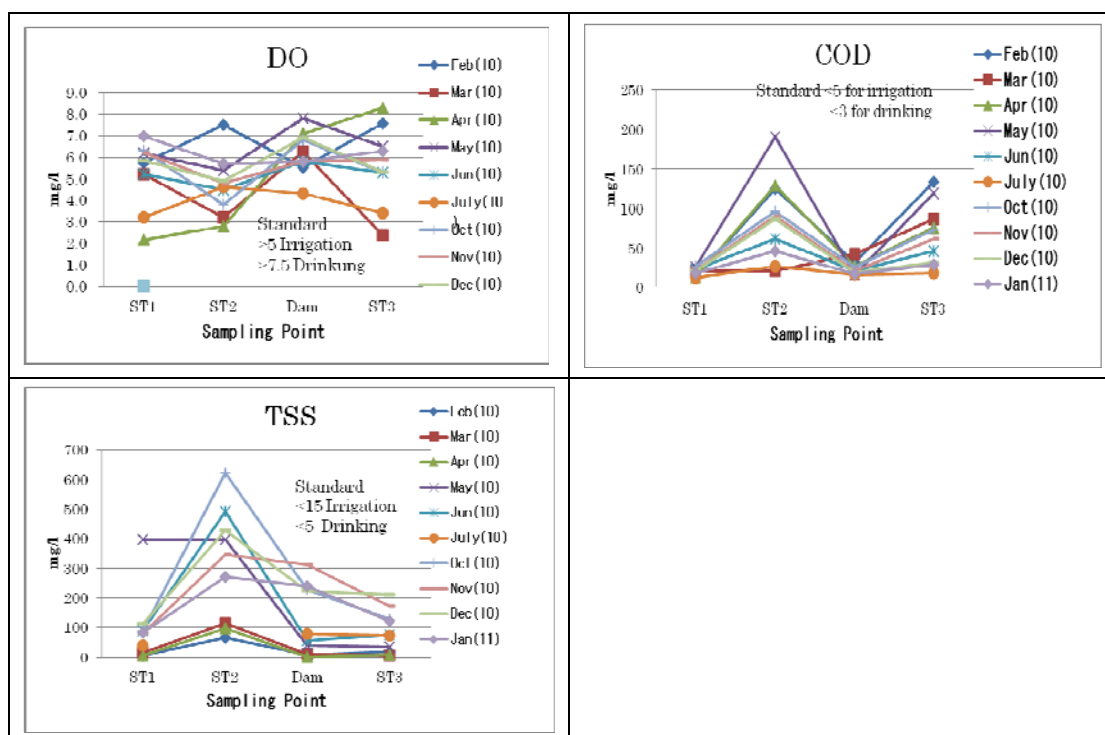 DO
Feb(10)
Mar(10)
Apr(10)
May(10)
Jun(10)
July(10
)
Oct(10)
Nov(10)
Dec(10)
9.0
8.0
7.0
6.0
5.0
4.0
3.0
2.0
1.0
0.0
mg/l
Standard
>5 Irrigation
>7.5 Drinkung
ST1 ST2 Dam ST3
Sampling Point
COD
Standard <5 for irrigation
<3 for drinking
Feb(10)
Mar(10)
Apr(10)
May(10)
Jun(10)
July(10)
Oct(10)
Nov(10)
Dec(10)
Jan(11)
250
200
150
100
50
0
mg/l
ST1 ST2 Dam ST3
Sampling Point
TSS
Feb(10)
Mar(10)
Apr(10)
May(10)
Jun(10)
July(10)
Oct(10)
Nov(10)
Dec(10)
Jan(11)
700
600
500
400
300
200
100
0
mg/l
Standard
<15 Irrigation
<5 Drinking
ST1 ST2 Dam ST3
Sampling Point